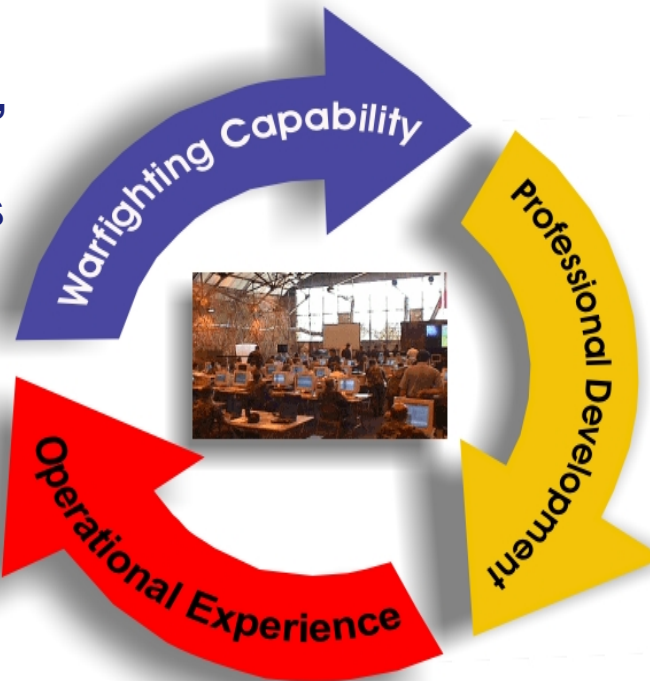 Warfighting Capability
Professional Development
Operational Experience